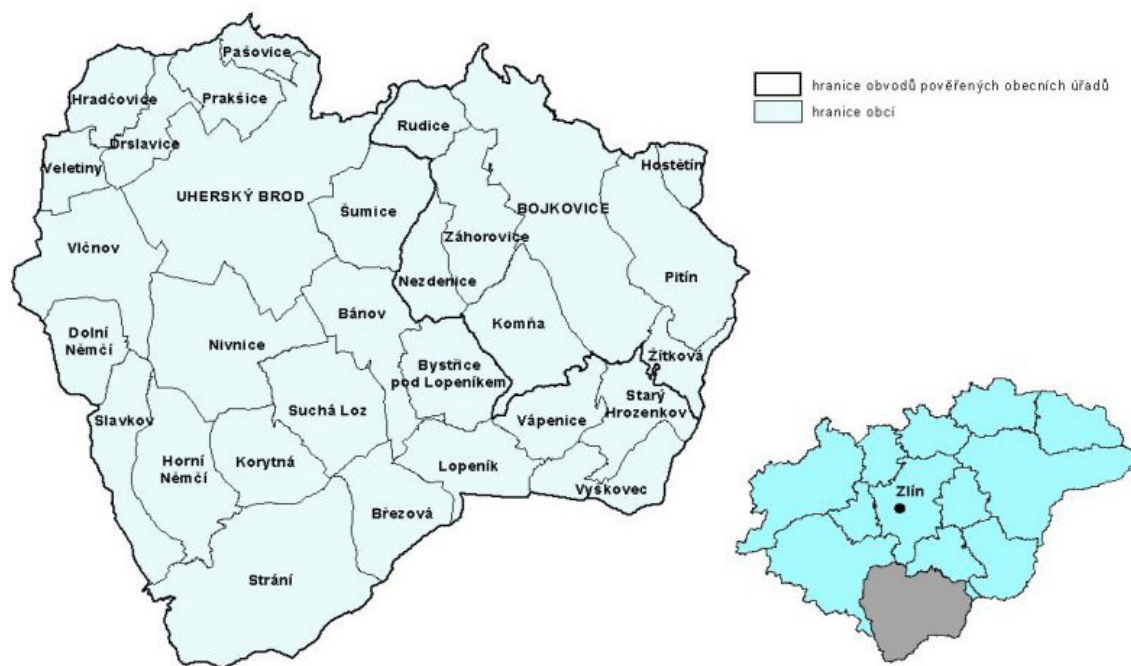 Pašovice
Hradčovice
Prakšice
Drslavice
Veletiny
Rudice
Hostětín
UHERSKÝ BROD
BOJKOVICE
Šumice
Vlčnov
Záhorovice
Nezdenice
Pitín
Bánov
Komňa
Dolní
Němčí
Nivnice
Žítková
Bystřice
pod Lopeníkem
Starý
Hrozenkov
Suchá Loz
Slavkov
Vápenice
Horní
Němčí
Korytná
Lopeník
Vyškovec
Březová
Strání
hranice obvodů pověřených obecních úřadů
hranice obcí
Zlín